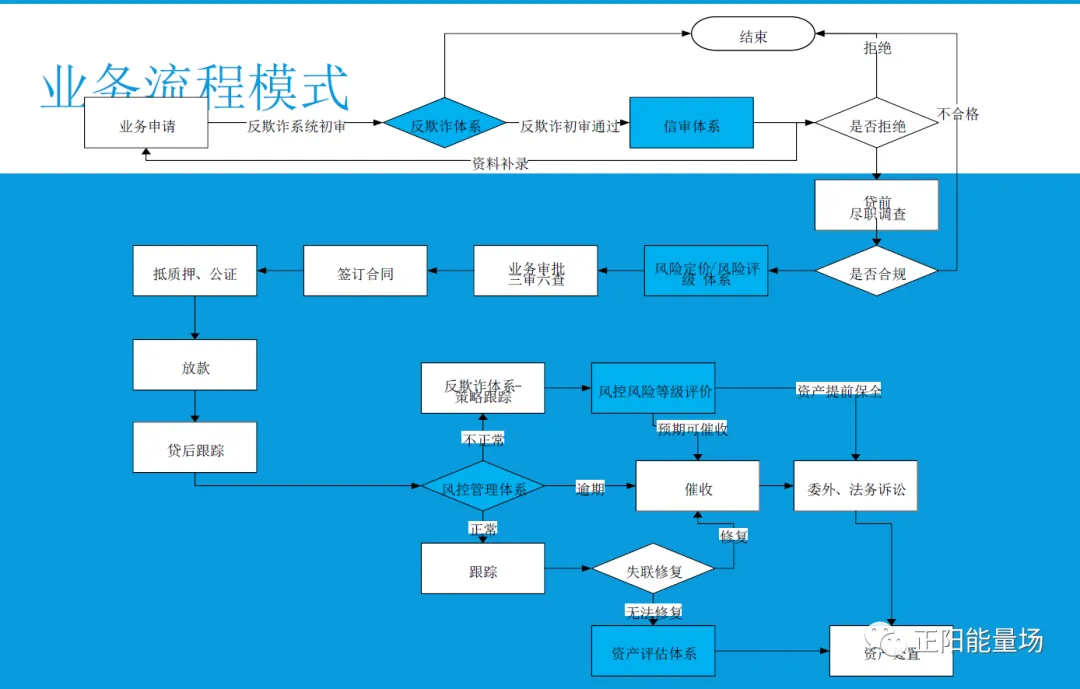 业务流程模式
结束
拒绝
业务申请
反欺诈系统初审
反欺诈体系
反欺诈初审通过
信审体系
是否拒绝
不合格
资料补录
贷前
尽职调查
抵质押、公证
签订合同
业务审批
三审六查
风险定价/风险评
级 体系
是否合规
放款
反欺诈体系-
策略跟踪
风控风险等级评价
资产提前保全
预期可催收
不正常
贷后跟踪
风控管理体系
逾期
催收
委外、法务诉讼
正常
修复
跟踪
失联修复
无法修复
资产评估体系
资产处置
正阳能量场